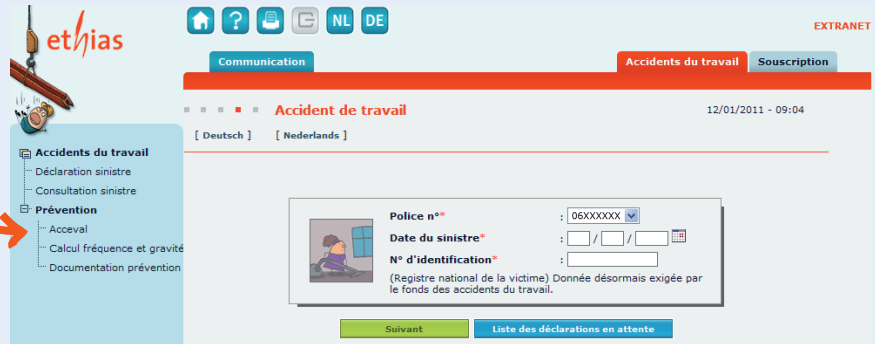 ethias
NL DE
EXTRANET
Communication
Accidents du travail
Souscription
Accident de travail
12/01/2011 - 09:04
[ Deutsch ] [ Nederlands ]
Accidents du travail
Déclaration sinistre
Consultation sinistre
Prévention
Acceval
Calcul fréquence et gravité
Documentation prévention
Police n°* : 06XXXXXX
Date du sinistre* : / /
N° d'identification* :
(Registre national de la victime) Donnée désormais exigée par
le fonds des accidents du travail.
Suivant
Liste des déclarations en attente